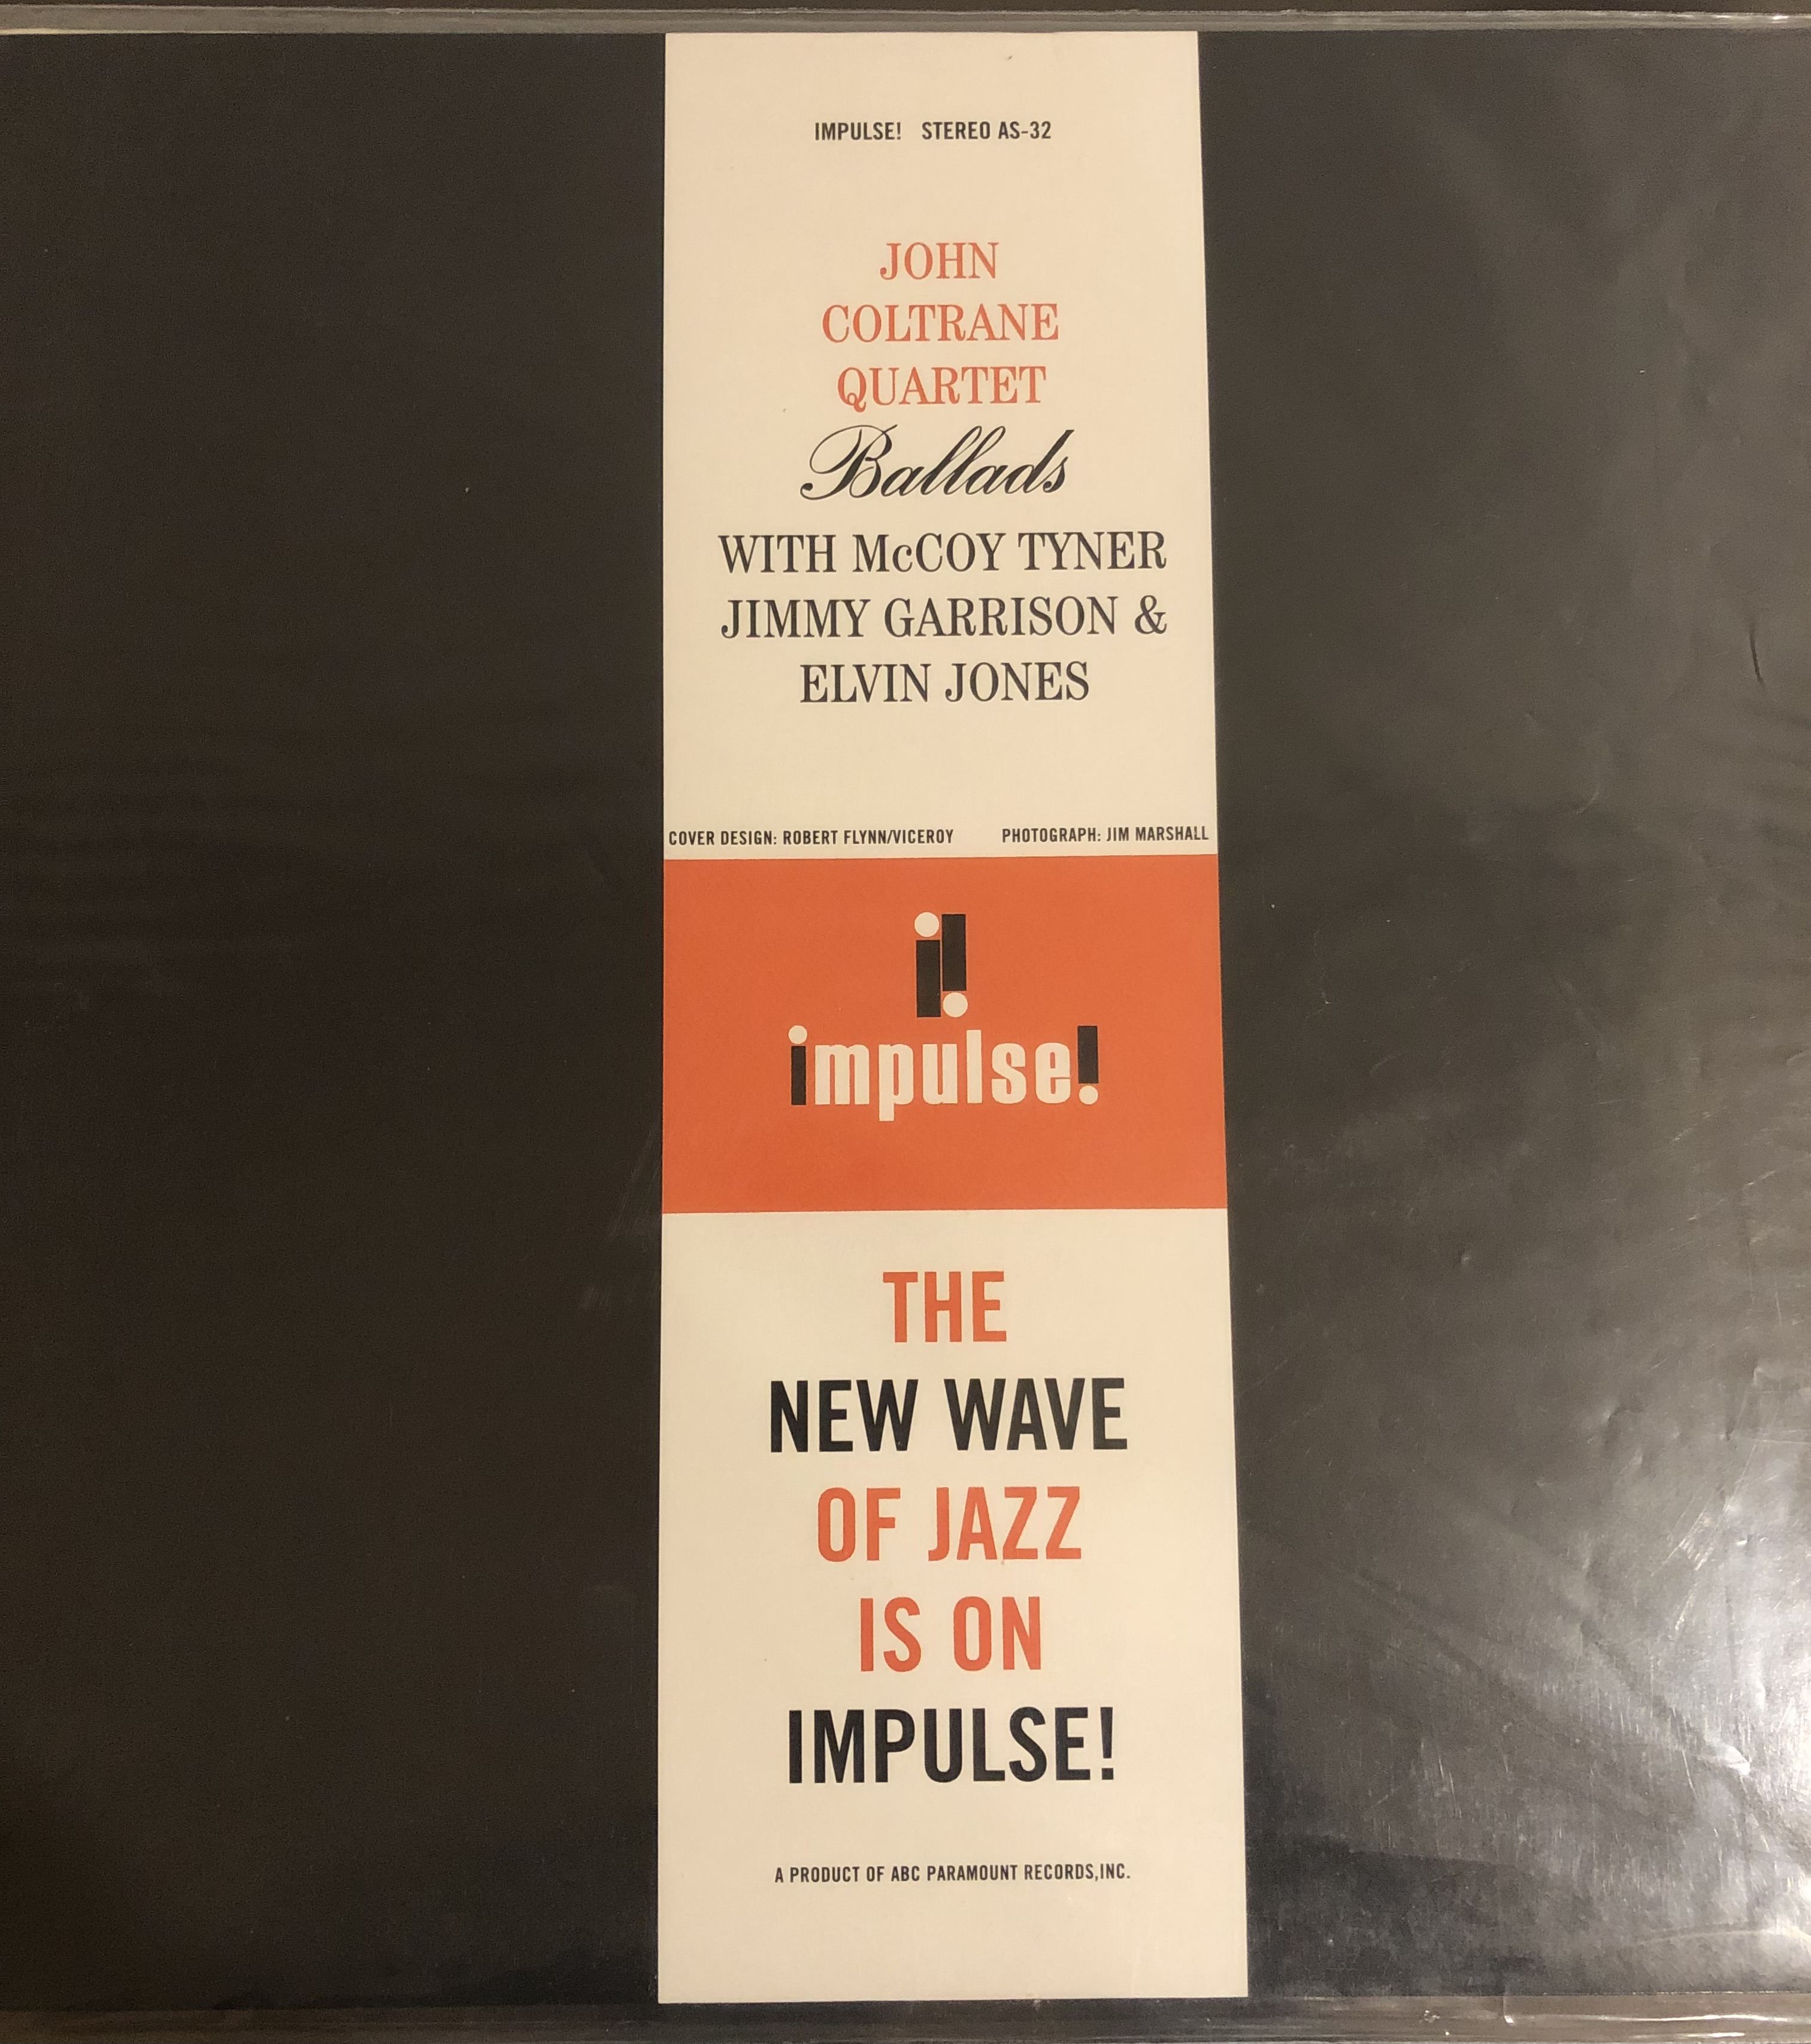 IMPULSE! STEREO AS-32
JOHN
COLTRANE
QUARTET
Ballads
WITH McCOY TYNER
JIMMY GARRISON &
ELVIN JONES
COVER DESIGN: ROBERT FLYNN/VICEROY PHOTOGRAPH: JIM MARSHALL
i!
impulse!
THE
NEW WAVE
OF JAZZ
IS ON
IMPULSE!
A PRODUCT OF ABC PARAMOUNT RECORDS,INC.